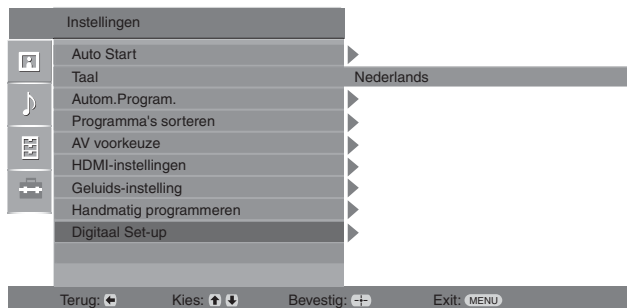 Instellingen
Auto Start
Taal Nederlands
Autom.Program.
Programma's sorteren
AV voorkeuze
HDMI-instellingen
Geluids-instelling
Handmatig programmeren
Digitaal Set-up
Terug: Kies: Bevestig: Exit: MENU